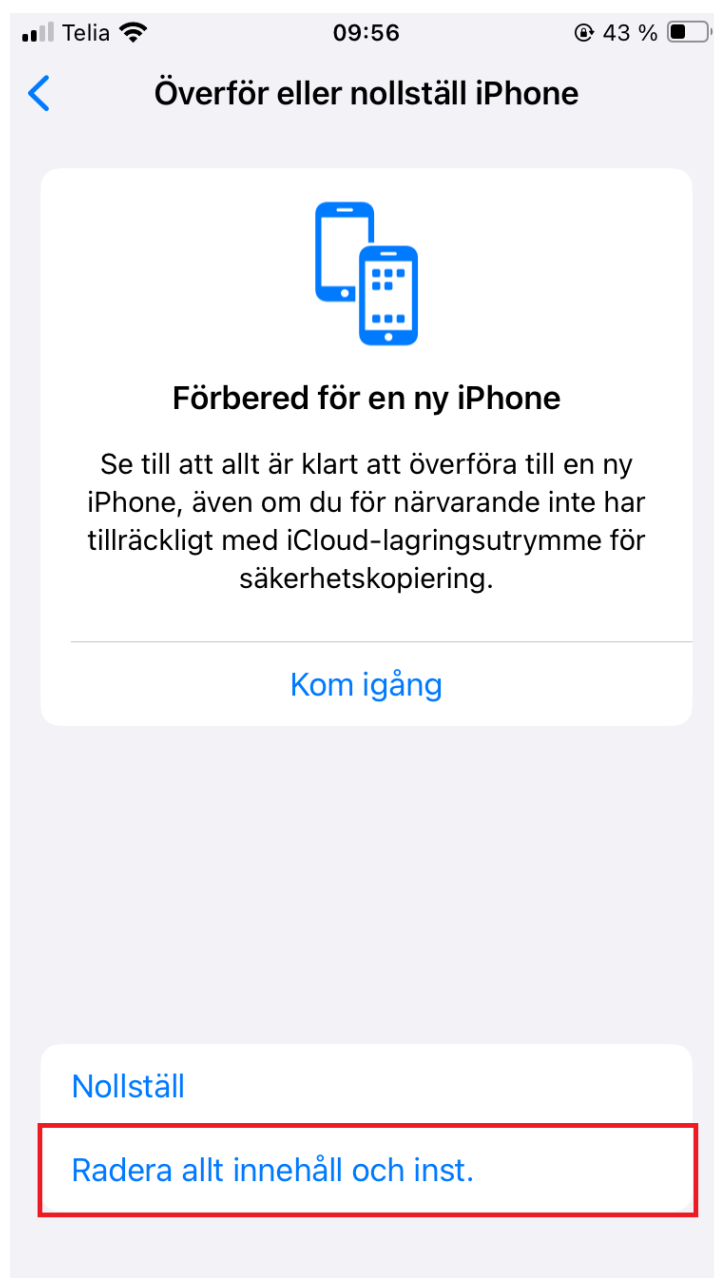 Telia 09:56 43 %
Överför eller nollställ iPhone
Förbered för en ny iPhone
Se till att allt är klart att överföra till en ny
iPhone, även om du för närvarande inte har
tillräckligt med iCloud-lagringsutrymme för
säkerhetskopiering.
Kom igång
Nollställ
Radera allt innehåll och inst.